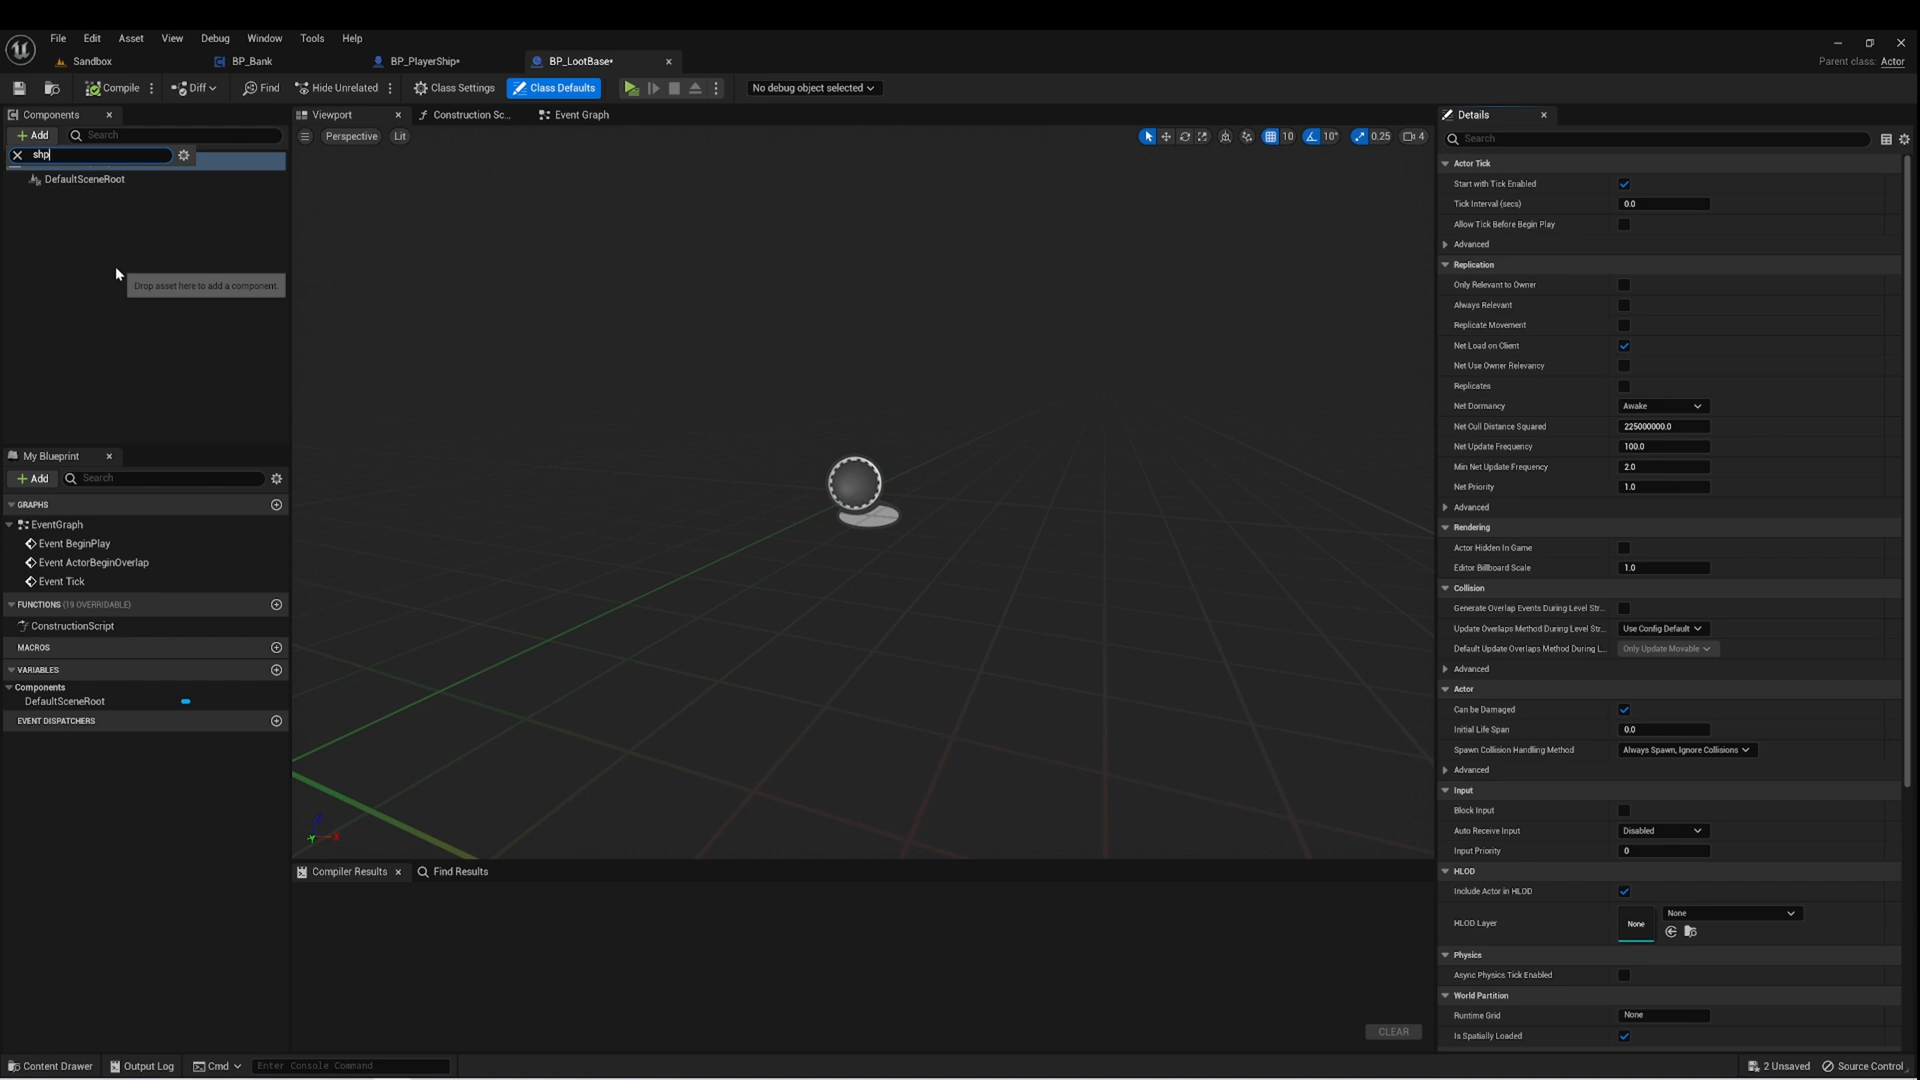 File Edit Asset View Debug Window Tools Help
Sandbox BP_Bank BP_PlayerShip* BP_LootBase*
Parent class: Actor
Compile Diff Find Hide Unrelated Class Settings Class Defaults No debug object selected
Components
Add Search
shp
DefaultSceneRoot
Drop asset here to add a component.
My Blueprint
Add Search
GRAPHS
EventGraph
Event BeginPlay
Event ActorBeginOverlap
Event Tick
FUNCTIONS (19 OVERRIDABLE)
ConstructionScript
MACROS
VARIABLES
Components
DefaultSceneRoot
EVENT DISPATCHERS
Viewport Construction Sc... Event Graph
Perspective Lit 10 10° 0.25 4
Z
Y X
Compiler Results Find Results
CLEAR
Details
Search
Actor Tick
Start with Tick Enabled
Tick Interval (secs) 0.0
Allow Tick Before Begin Play
Advanced
Replication
Only Relevant to Owner
Always Relevant
Replicate Movement
Net Load on Client
Net Use Owner Relevancy
Replicates
Net Dormancy Awake
Net Cull Distance Squared 225000000.0
Net Update Frequency 100.0
Min Net Update Frequency 2.0
Net Priority 1.0
Advanced
Rendering
Actor Hidden In Game
Editor Billboard Scale 1.0
Collision
Generate Overlap Events During Level Str...
Update Overlaps Method During Level Str... Use Config Default
Default Update Overlaps Method During L... Only Update Movable
Advanced
Actor
Can be Damaged
Initial Life Span 0.0
Spawn Collision Handling Method Always Spawn, Ignore Collisions
Advanced
Input
Block Input
Auto Receive Input Disabled
Input Priority 0
HLOD
Include Actor in HLOD
HLOD Layer None None
Physics
Async Physics Tick Enabled
World Partition
Runtime Grid None
Is Spatially Loaded
Content Drawer Output Log Cmd Enter Console Command 2 Unsaved Source Control